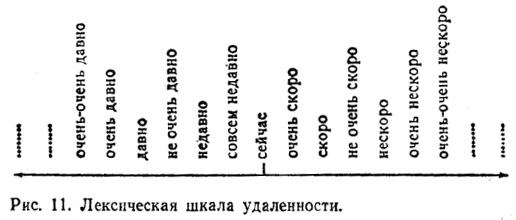 очень-очень давно
очень давно
давно
не очень давно
недавно
совсем недавно
сейчас
очень скоро
скоро
не очень скоро
нескоро
очень нескоро
очень-очень нескоро
Рис. 11. Лексическая шкала удаленности.